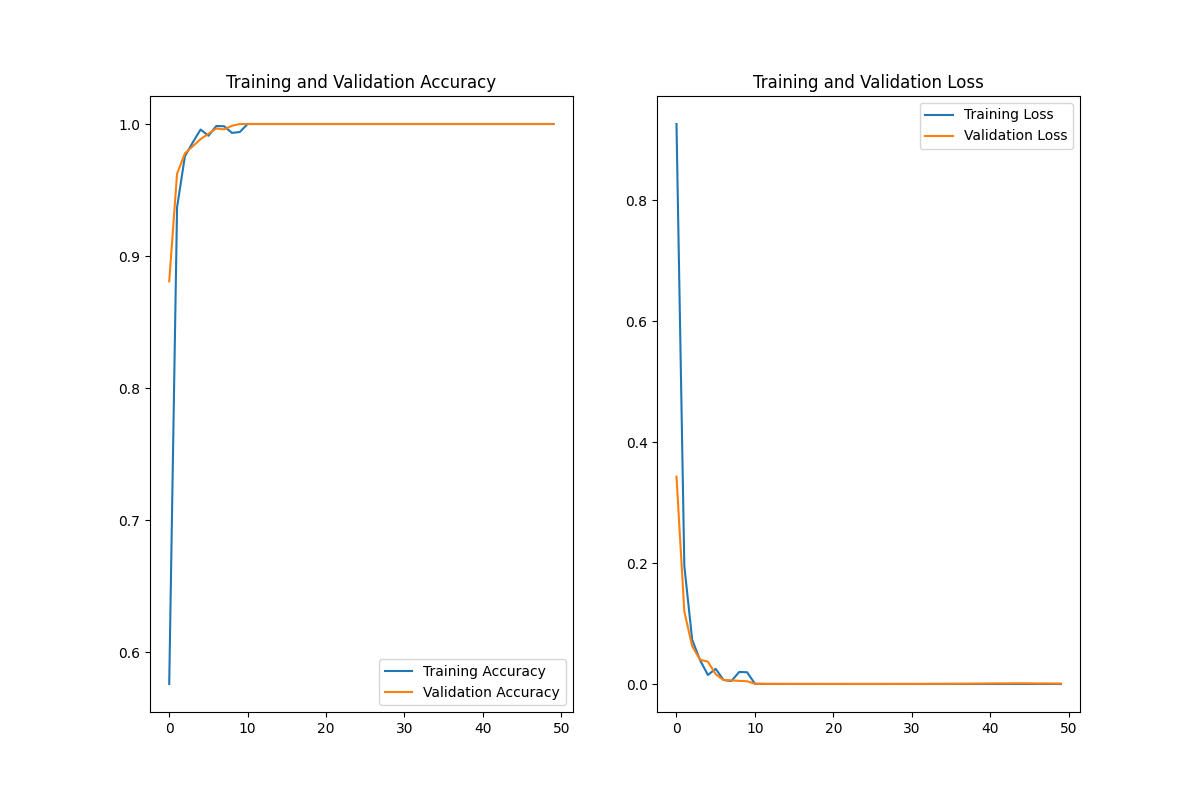 Training and Validation Accuracy
1.0
0.9
0.8
0.7
0.6
Training Accuracy
Validation Accuracy
0 10 20 30 40 50
Training and Validation Loss
Training Loss
Validation Loss
0.8
0.6
0.4
0.2
0.0
0 10 20 30 40 50